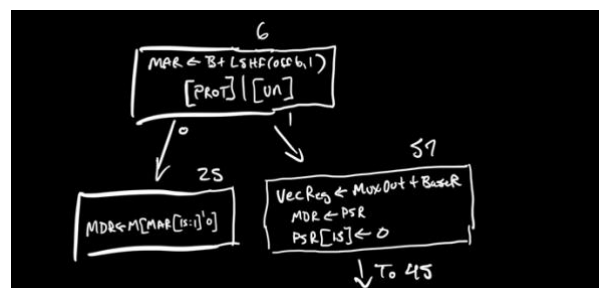 6
MAR ← B + LSHF(off6,1)
[PROT] | [UA]
0 1
25
MDR ← M[MAR[15:1]'0]
57
VecReg ← MuxOut + BaseR
MDR ← PSR
PSR[15] ← 0
To 45